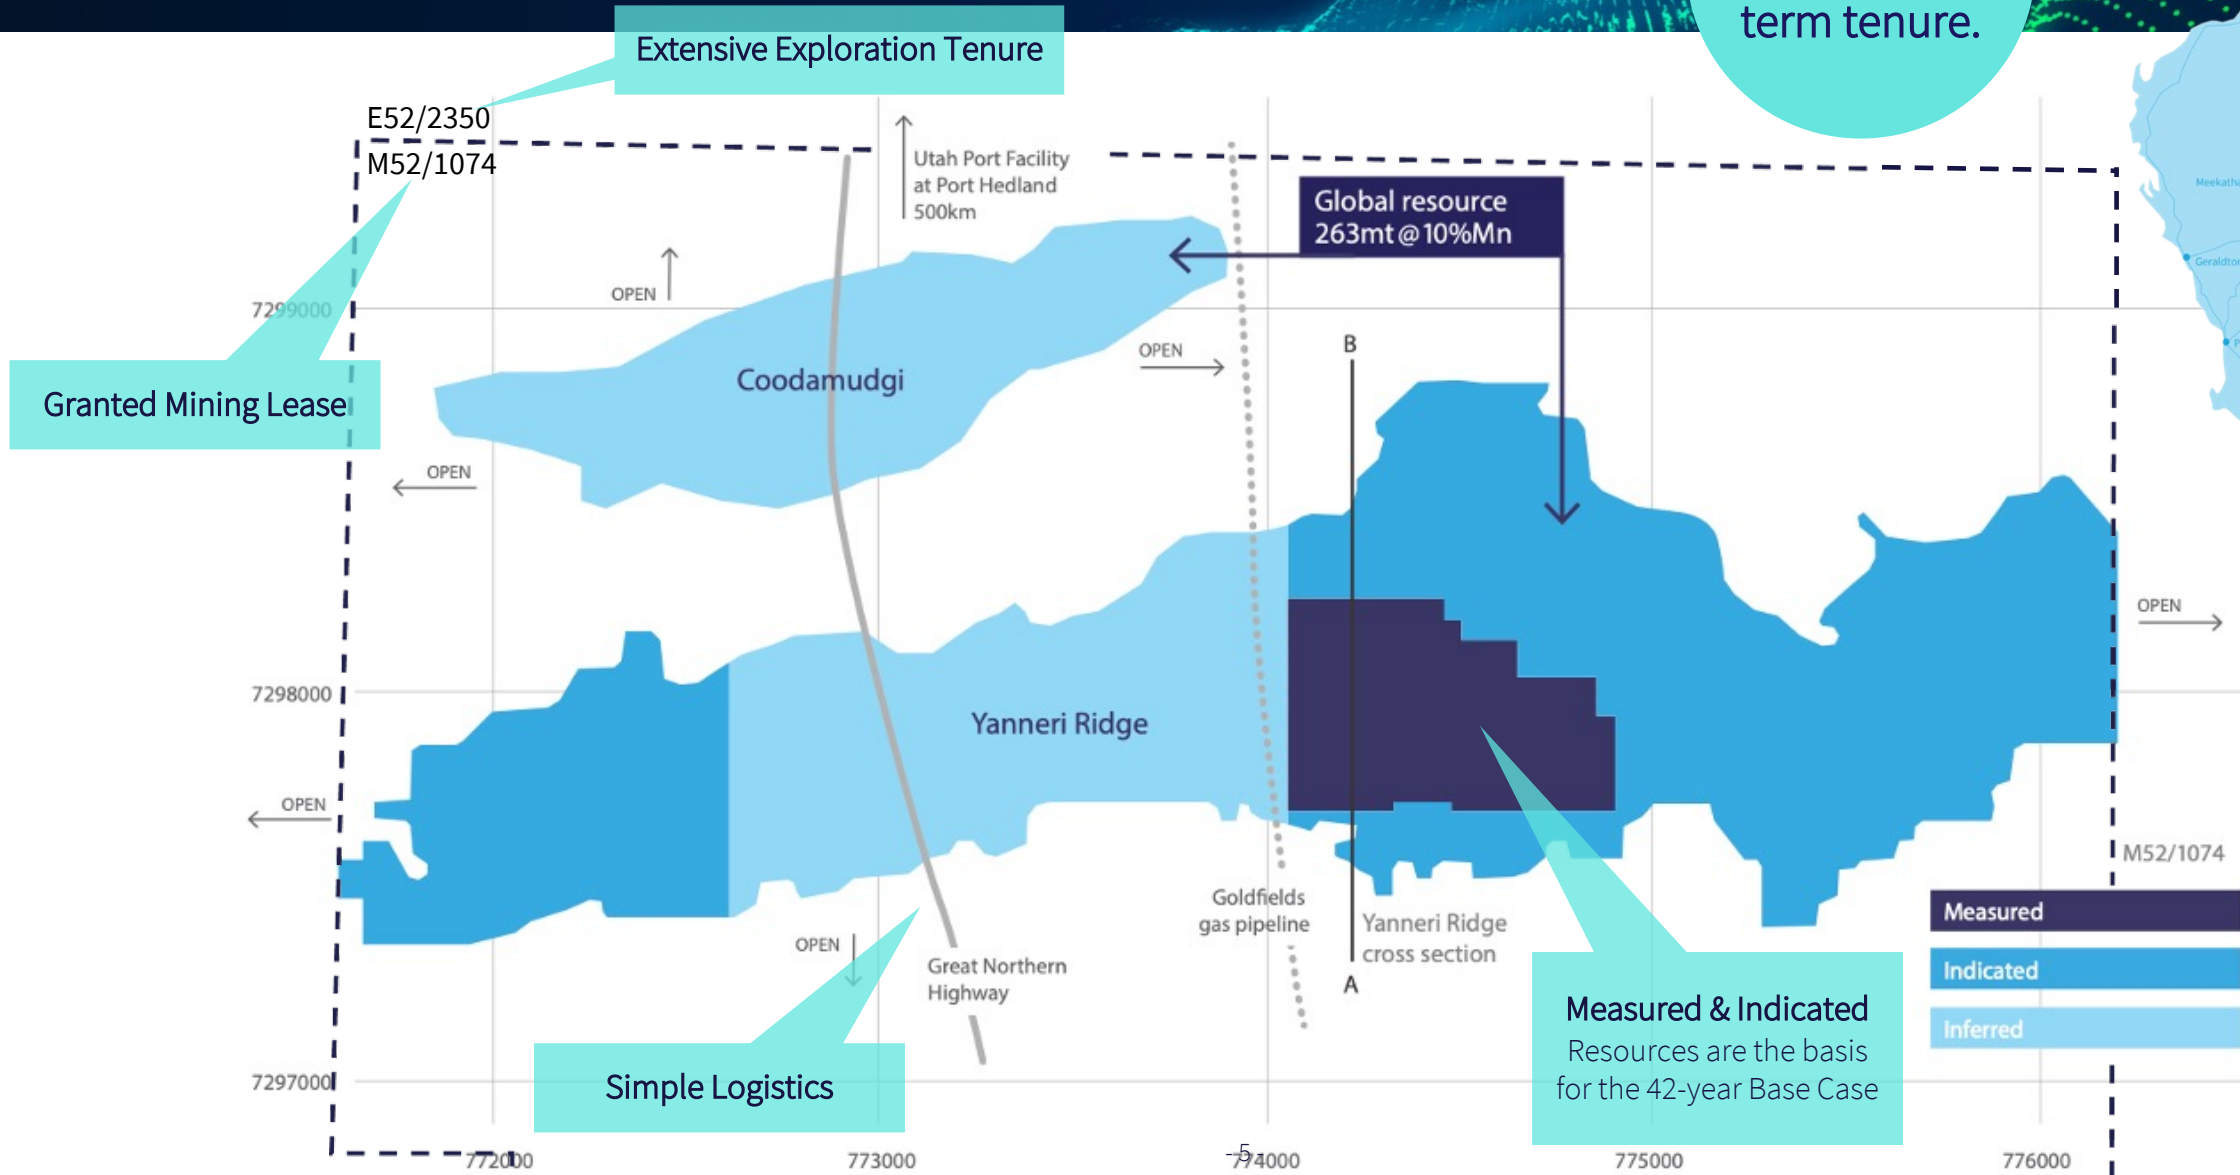 term tenure.
Extensive Exploration Tenure
E52/2350
M52/1074
Utah Port Facility
at Port Hedland
500km
Global resource
263mt@10%Mn
OPEN
7299000
OPEN
B
Coodamudgi
Granted Mining Lease
OPEN
OPEN
7298000
Yanneri Ridge
OPEN
M52/1074
Goldfields
gas pipeline
Yanneri Ridge
cross section
A
OPEN
Great Northern
Highway
Measured
Indicated
Inferred
Measured & Indicated
Resources are the basis
for the 42-year Base Case
7297000
Simple Logistics
772000
773000
774000
775000
776000
-5-
Geraldton